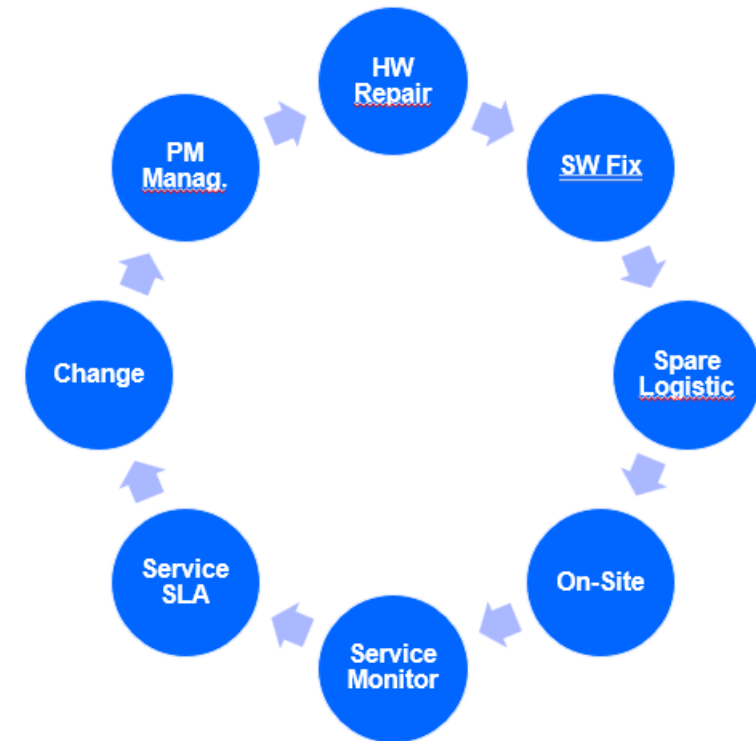 HW
Repair
SW Fix
Spare
Logistic
On-Site
Service
Monitor
Service
SLA
Change
PM
Manag.